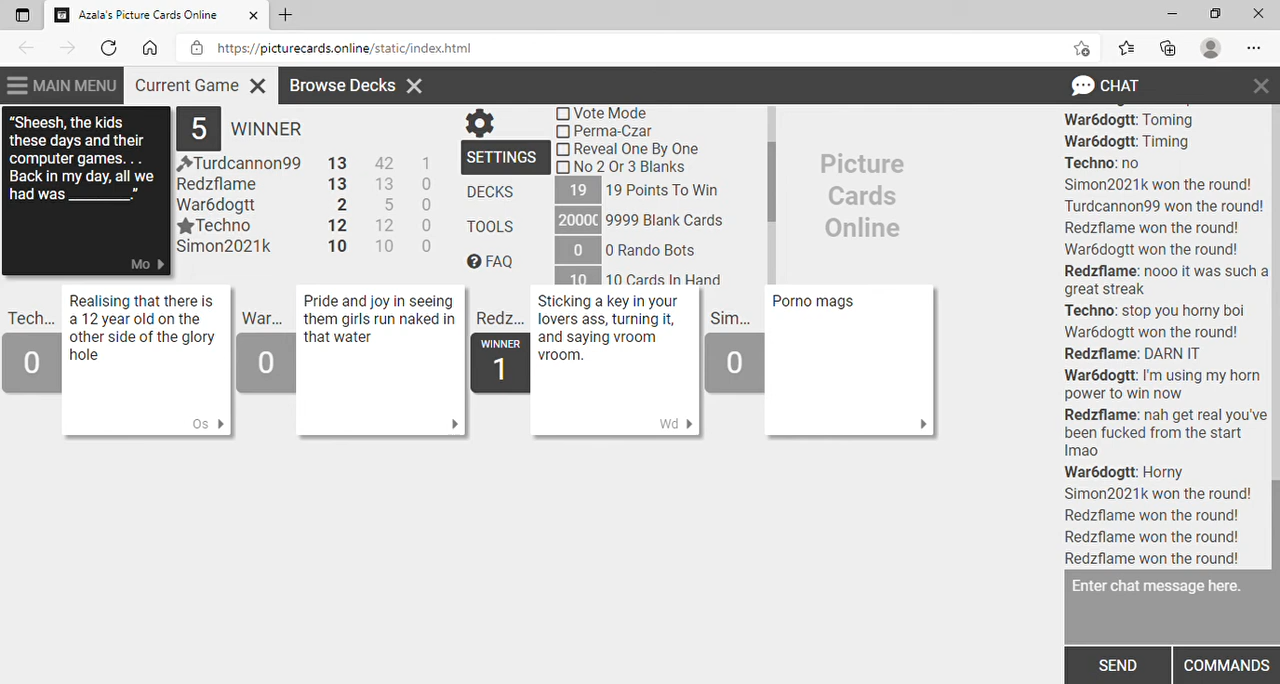 Azala's Picture Cards Online
https://picturecards.online/static/index.html
MAIN MENU
Current Game
Browse Decks
CHAT
“Sheesh, the kids
these days and their
computer games. . .
Back in my day, all we
had was _________.”
Mo
5 WINNER
Turdcannon99 13 42 1
Redzflame 13 13 0
War6dogtt 2 5 0
Techno 12 12 0
Simon2021k 10 10 0
SETTINGS
DECKS
TOOLS
FAQ
Vote Mode
Perma-Czar
Reveal One By One
No 2 Or 3 Blanks
19 19 Points To Win
2000 9999 Blank Cards
0 0 Rando Bots
10 10 Cards In Hand
Picture
Cards
Online
Tech...
0
Realising that there is
a 12 year old on the
other side of the glory
hole
Os
War...
0
Pride and joy in seeing
them girls run naked in
that water
Redz...
WINNER
1
Sticking a key in your
lovers ass, turning it,
and saying vroom
vroom.
Wd
Sim...
0
Porno mags
War6dogtt: Toming
War6dogtt: Timing
Techno: no
Simon2021k won the round!
Turdcannon99 won the round!
Redzflame won the round!
War6dogtt won the round!
Redzflame: nooo it was such a
great streak
Techno: stop you horny boi
War6dogtt won the round!
Redzflame: DARN IT
War6dogtt: I'm using my horn
power to win now
Redzflame: nah get real you've
been fucked from the start
lmao
War6dogtt: Horny
Simon2021k won the round!
Redzflame won the round!
Redzflame won the round!
Redzflame won the round!
Enter chat message here.
SEND
COMMANDS